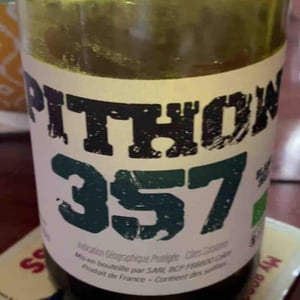 PITHON
357
Indication Géographique Protégée - Côtes Catalanes
Mis en bouteille par SARL BCP F66600 Calce
Produit de France – Contient des sulfites